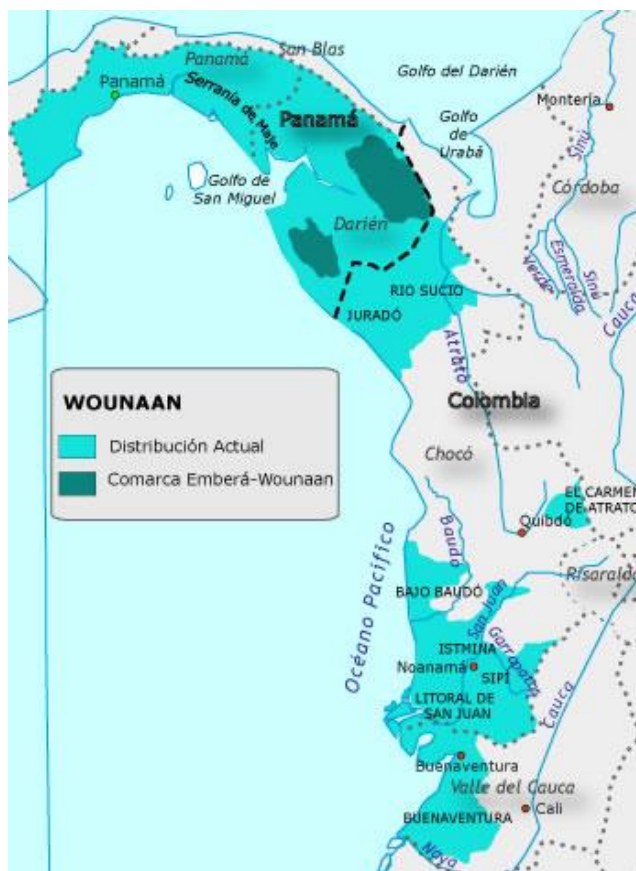 San Blas
Panamá
Panamá
Golfo del Darién
Serranía de Maje
Panamá
Golfo
de
Urabá
Montería
Sinú
Córdoba
Golfo de
San Miguel
Darién
Verde
Esmeralda
Sinú
Cauca
RIO SUCIO
JURADÓ
Atrato
WOUNAAN
Distribución Actual
Comarca Emberá-Wounaan
Colombia
Chocó
EL CARMEN
DE ATRATO
Quibdó
Baudó
Risaralda
Océano Pacífico
BAJO BAUDÓ
San Juan
Garrapatta
ISTMINA
Noanamá
SIPÍ
LITORAL DE
SAN JUAN
Cauca
Buenaventura
Valle del Cauca
BUENAVENTURA
Cali
Naya